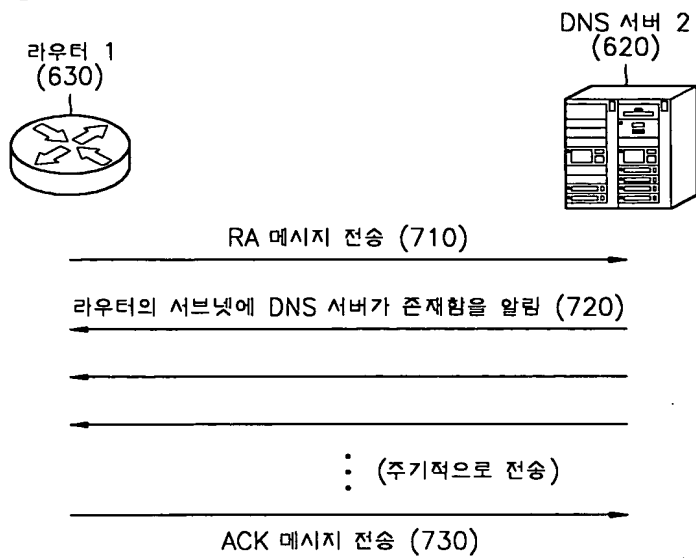 라우터 1
(630)
DNS 서버 2
(620)
RA 메시지 전송 (710)
라우터의 서브넷에 DNS 서버가 존재함을 알림 (720)
(주기적으로 전송)
ACK 메시지 전송 (730)